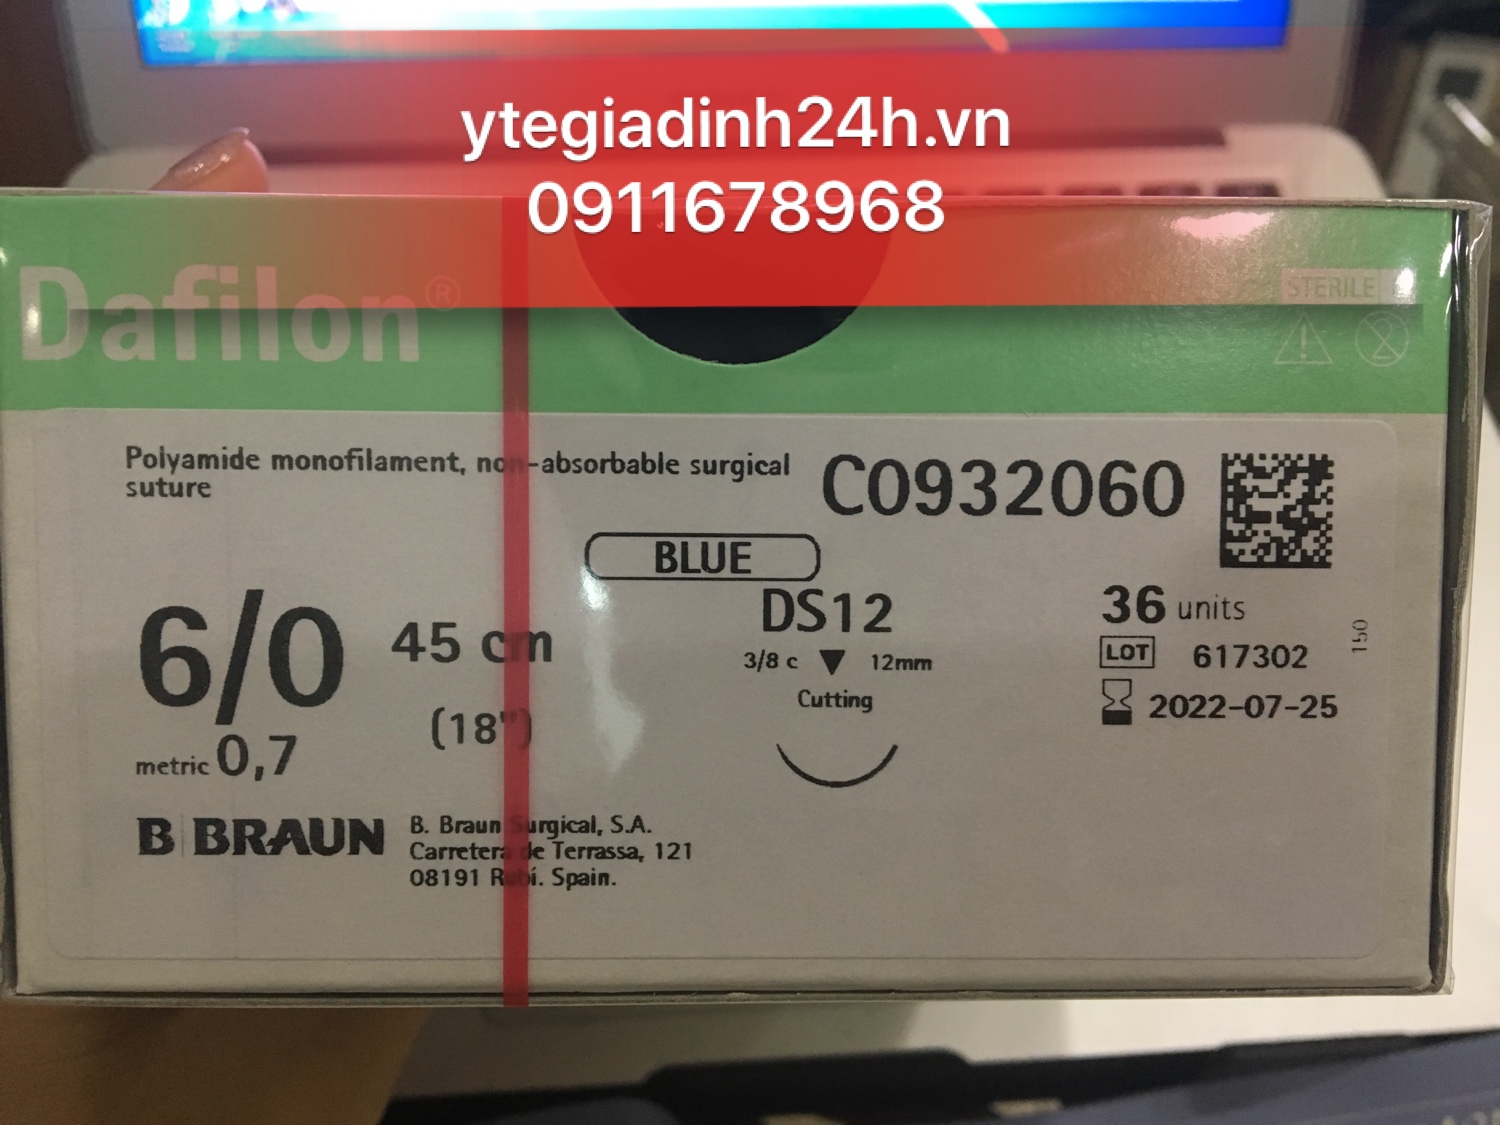 ytegiadinh24h.vn
0911678968
Dafilon®
STERILE
Polyamide monofilament, non-absorbable surgical
suture
C0932060
BLUE
6/0
45 cm
(18")
metric 0,7
DS12
3/8 c ▼ 12mm
Cutting
36 units
LOT 617302
2022-07-25
150
B BRAUN
B. Braun Surgical, S.A.
Carretera de Terrassa, 121
08191 Rubí. Spain.